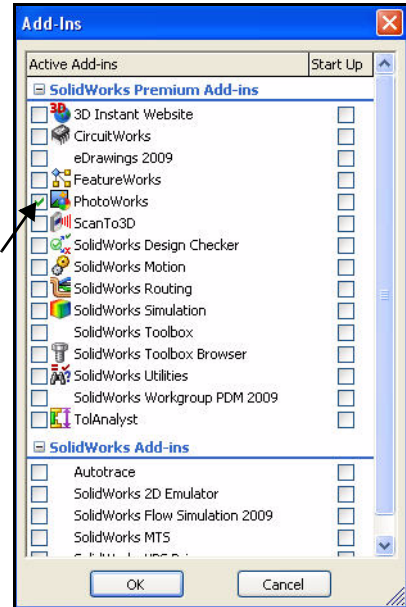 Add-Ins
Active Add-ins Start Up
SolidWorks Premium Add-ins
3D Instant Website
CircuitWorks
eDrawings 2009
FeatureWorks
PhotoWorks
ScanTo3D
SolidWorks Design Checker
SolidWorks Motion
SolidWorks Routing
SolidWorks Simulation
SolidWorks Toolbox
SolidWorks Toolbox Browser
SolidWorks Utilities
SolidWorks Workgroup PDM 2009
TolAnalyst
SolidWorks Add-ins
Autotrace
SolidWorks 2D Emulator
SolidWorks Flow Simulation 2009
SolidWorks MTS
OK Cancel